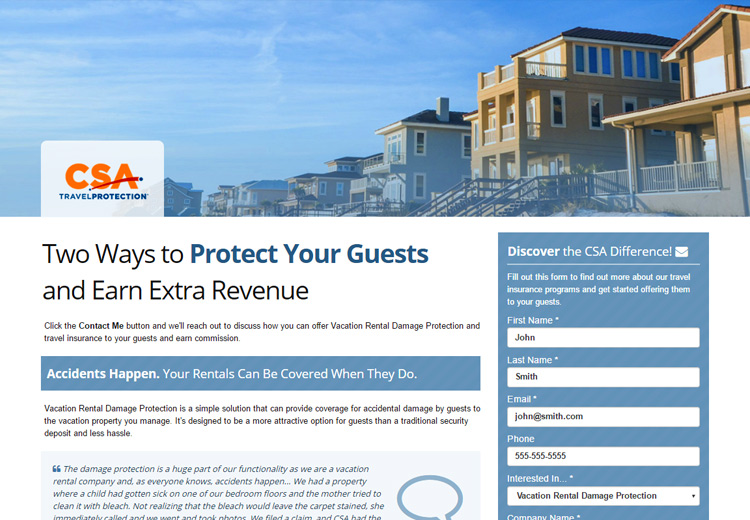 CSA
TRAVELPROTECTION
Two Ways to Protect Your Guests
and Earn Extra Revenue
Click the Contact Me button and we'll reach out to discuss how you can offer Vacation Rental Damage Protection and
travel insurance to your guests and earn commission.
Accidents Happen. Your Rentals Can Be Covered When They Do.
Vacation Rental Damage Protection is a simple solution that can provide coverage for accidental damage by guests to
the vacation property you manage. It's designed to be a more attractive option for guests than a traditional security
deposit and less hassle.
The damage protection is a huge part of our functionality as we are a vacation
rental company and, as everyone knows, accidents happen... We had a property
where a child had gotten sick on one of our bedroom floors and the mother tried to
clean it with bleach. Not realizing that the bleach would leave the carpet stained, she
immediately called and we went and took photos. We filed a claim, and CSA had the
Discover the CSA Difference!
Fill out this form to find out more about our travel
insurance programs and get started offering them
to your guests.
First Name *
John
Last Name *
Smith
Email *
john@smith.com
Phone
555-555-5555
Interested In... *
Vacation Rental Damage Protection
Company Name *